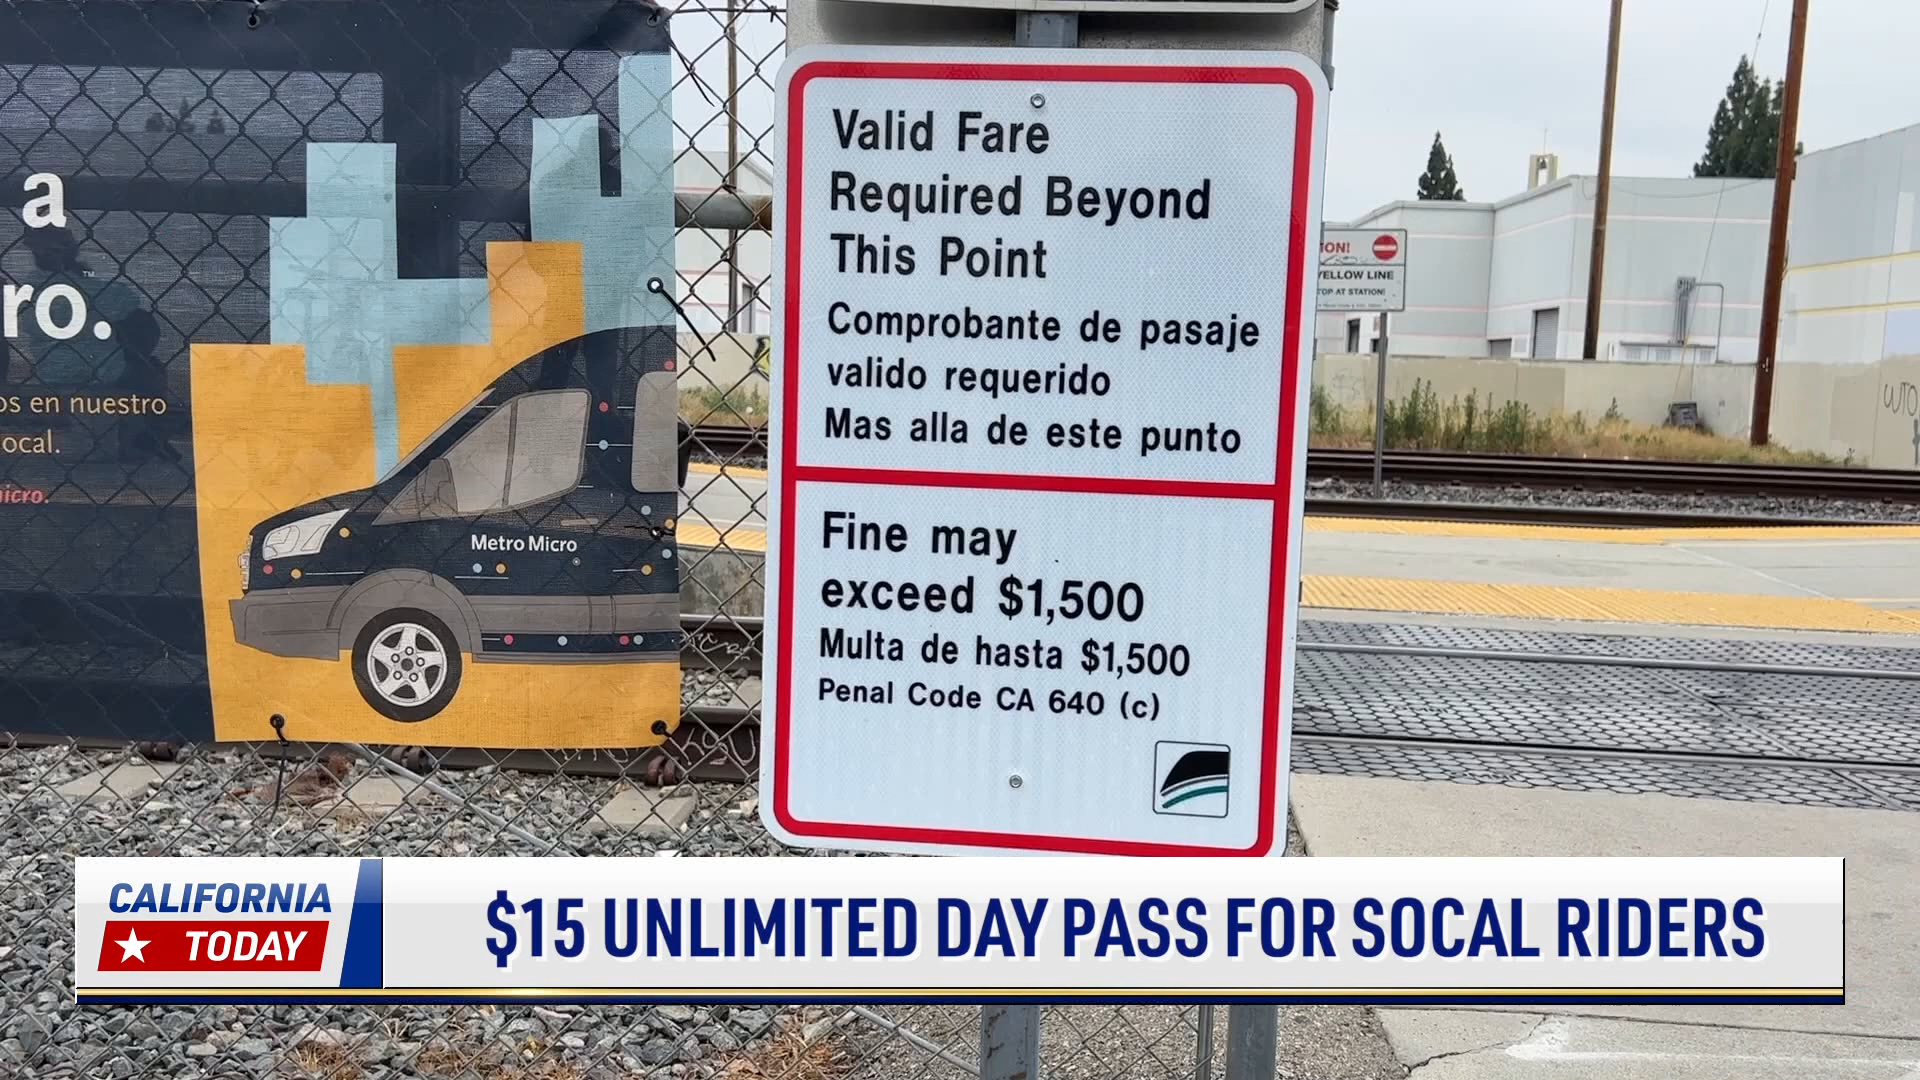 a
ro.
os en nuestro
ocal.
icro.
Metro Micro
Valid Fare
Required Beyond
This Point
Comprobante de pasaje
valido requerido
Mas alla de este punto
Fine may
exceed $1,500
Multa de hasta $1,500
Penal Code CA 640 (c)
ION!
YELLOW LINE
TOP AT STATION!
CALIFORNIA
TODAY
$15 UNLIMITED DAY PASS FOR SOCAL RIDERS